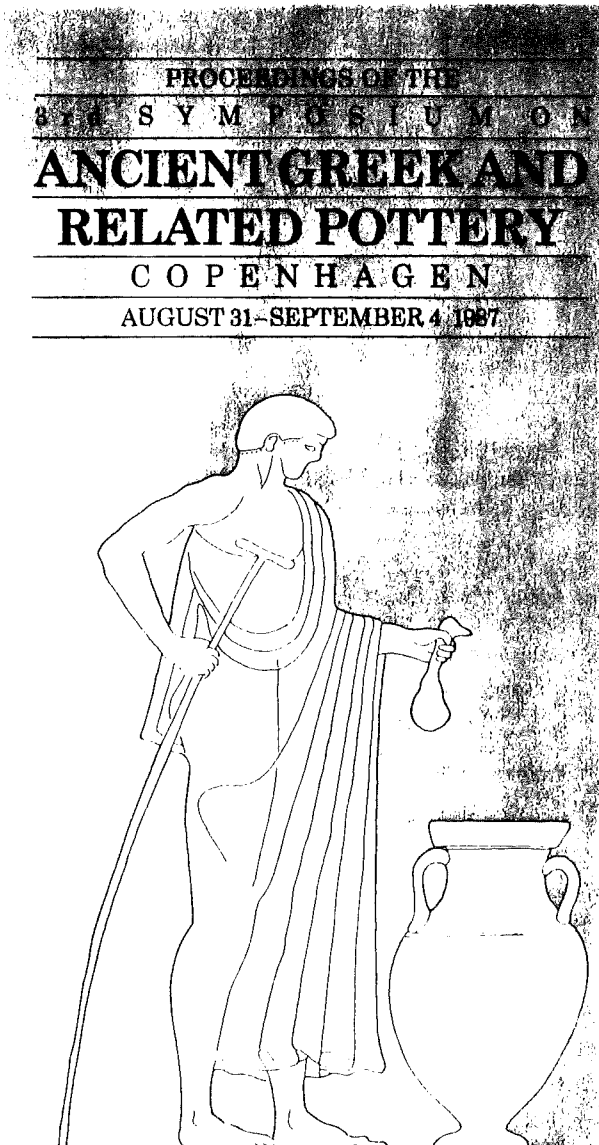 PROCEEDINGS OF THE
3rd SYMPOSIUM ON
ANCIENT GREEK AND
RELATED POTTERY
COPENHAGEN
AUGUST 31–SEPTEMBER 4 1987